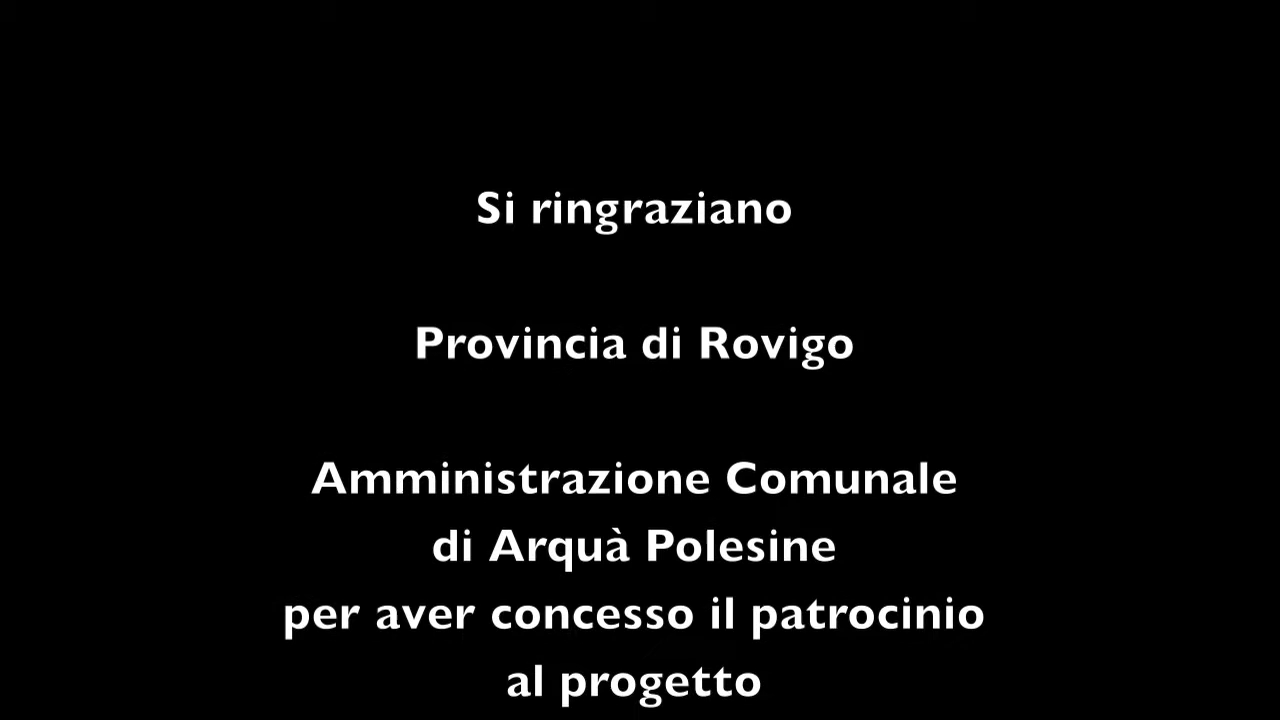 Si ringraziano
Provincia di Rovigo
Amministrazione Comunale
di Arquà Polesine
per aver concesso il patrocinio
al progetto